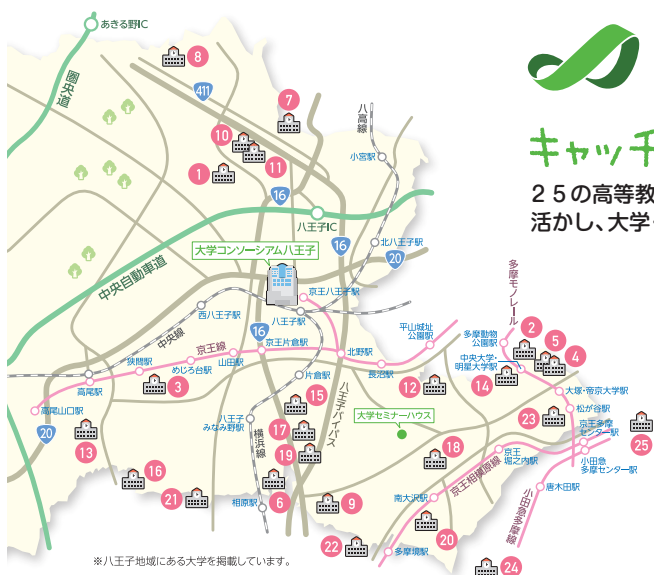 あきる野IC
圏央道
8
411
7
八高線
10
11
1
小宮駅
16
八王子IC
16
北八王子駅
20
大学コンソーシアム八王子
中央自動車道
京王八王子駅
西八王子駅
八王子駅
中央線
16
北野駅
平山城址
公園駅
長沼駅
京王線
狭間駅
めじろ台駅
山田駅
京王片倉駅
高尾駅
3
片倉駅
12
高尾山口駅
20
13
八王子
みなみ野駅
15
八王子バイパス
17
19
横浜線
16
21
相原駅
6
9
大学セミナーハウス
18
南大沢駅
京王相模原線
京王
堀之内駅
20
22
多摩境駅
24
多摩モノレール
多摩動物
公園駅
2
5
4
中央大学・
明星大学駅
14
大塚・帝京大学駅
23
松が谷駅
京王多摩
センター駅
25
小田急
多摩センター駅
唐木田駅
小田急多摩線
※八王子地域にある大学を掲載しています。
キャッチ
25の高等教
活かし、大学